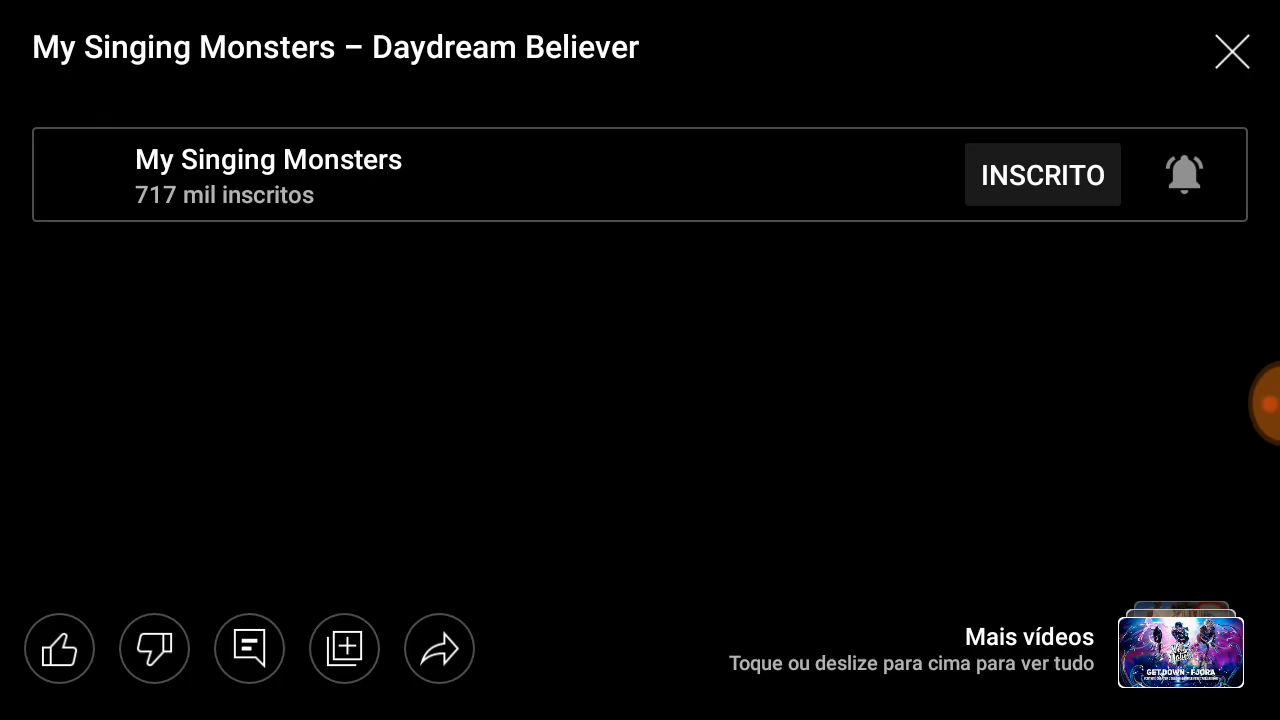 My Singing Monsters – Daydream Believer
My Singing Monsters
717 mil inscritos
INSCRITO
Mais vídeos
Toque ou deslize para cima para ver tudo
GET DOWN - FJORA